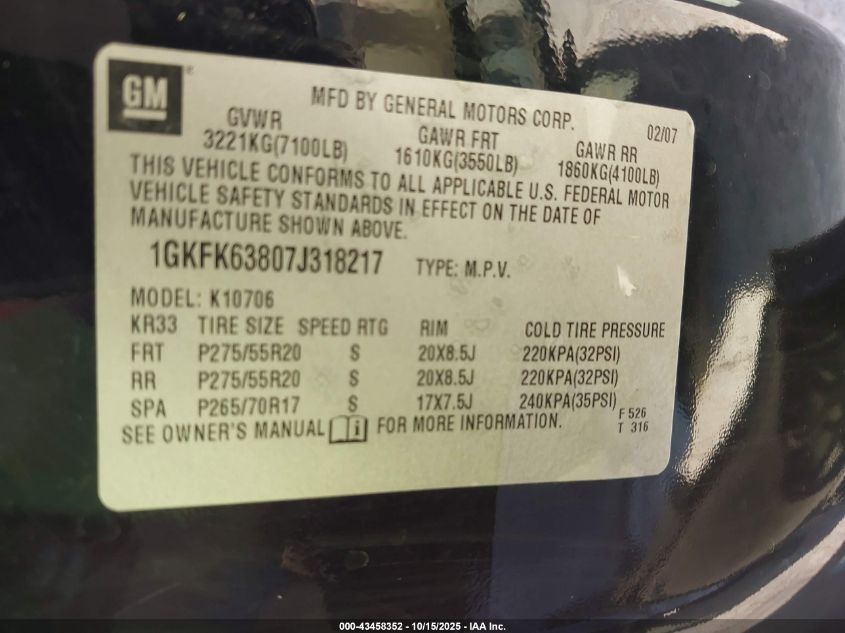 GM
®
MFD BY GENERAL MOTORS CORP. 02/07
GVWR GAWR FRT GAWR RR
3221KG(7100LB) 1610KG(3550LB) 1860KG(4100LB)
THIS VEHICLE CONFORMS TO ALL APPLICABLE U.S. FEDERAL MOTOR
VEHICLE SAFETY STANDARDS IN EFFECT ON THE DATE OF
MANUFACTURE SHOWN ABOVE.
1GKFK63807J318217 TYPE: M.P.V.
MODEL: K10706
KR33 TIRE SIZE SPEED RTG RIM COLD TIRE PRESSURE
FRT P275/55R20 S 20X8.5J 220KPA(32PSI)
RR P275/55R20 S 20X8.5J 220KPA(32PSI)
SPA P265/70R17 S 17X7.5J 240KPA(35PSI)
SEE OWNER'S MANUAL i FOR MORE INFORMATION.
F 526
T 316
000-43458352 - 10/15/2025 - IAA Inc.